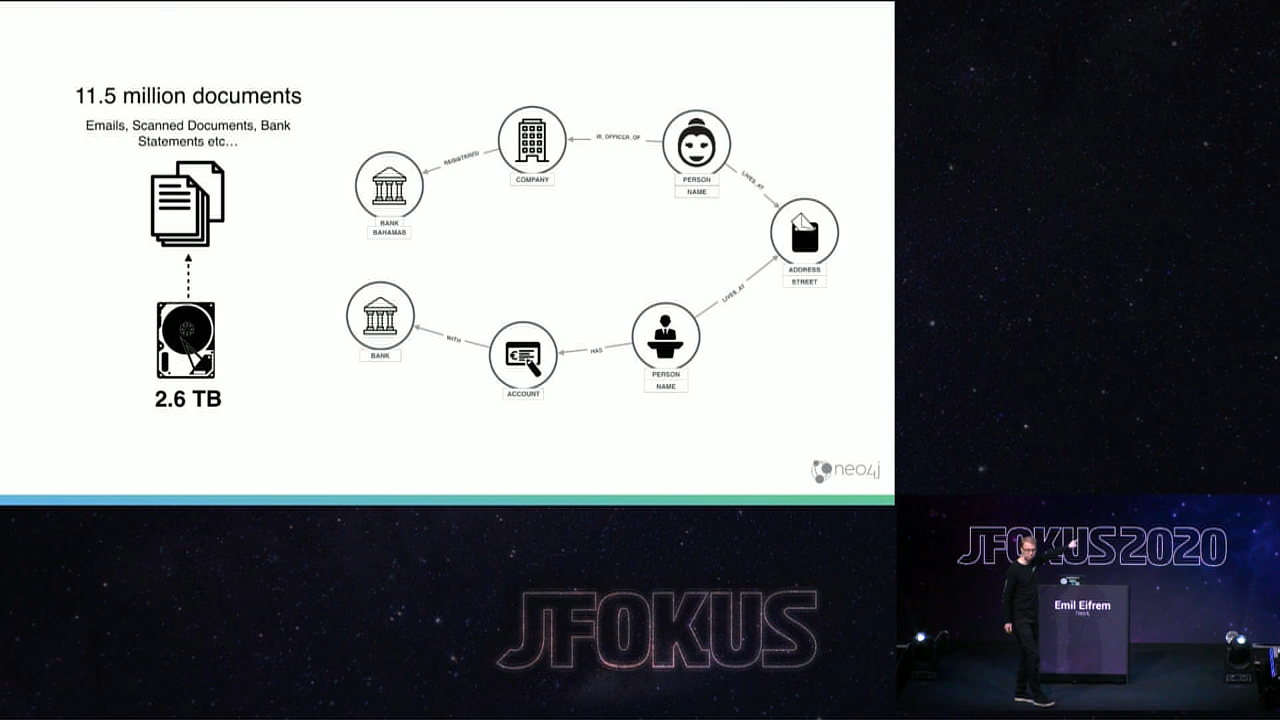 11.5 million documents
Emails, Scanned Documents, Bank
Statements etc...
2.6 TB
REGISTERED
IS_OFFICER_OF
COMPANY
PERSON
NAME
LIVES_AT
BANK
BAHAMAS
ADDRESS
STREET
LIVES_AT
BANK
WITH
HAS
ACCOUNT
PERSON
NAME
neo4j
JFOKUS
JFOKUS2020
Emil Eifrem
Neo4j